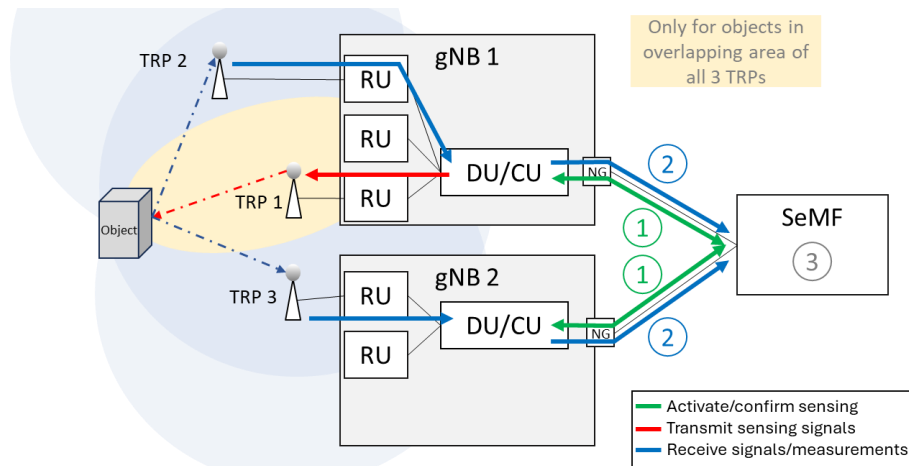 TRP 2
gNB 1
Only for objects in
overlapping area of
all 3 TRPs
RU
RU
DU/CU
NG
2
TRP 1
RU
Object
1
SeMF
3
1
TRP 3
gNB 2
RU
DU/CU
NG
2
RU
Activate/confirm sensing
Transmit sensing signals
Receive signals/measurements